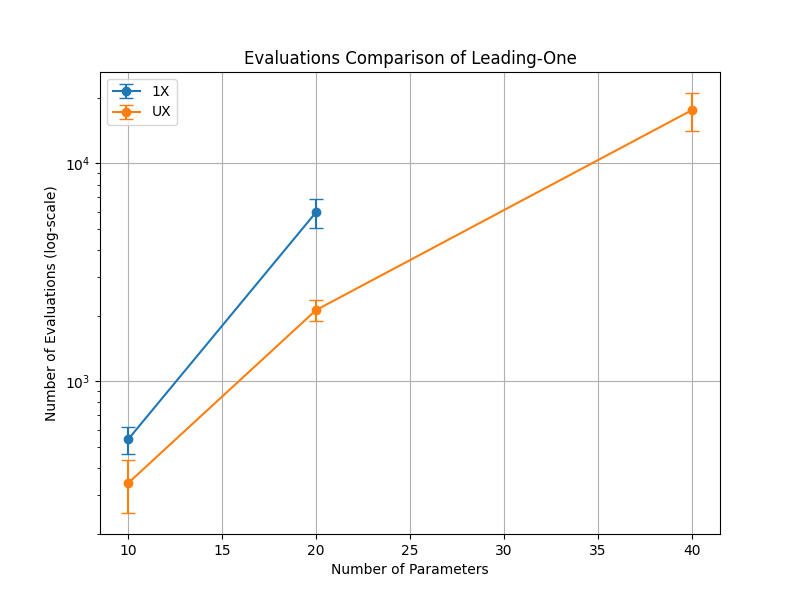 Evaluations Comparison of Leading-One
1X
UX
Number of Evaluations (log-scale)
10⁴
10³
10 15 20 25 30 35 40
Number of Parameters